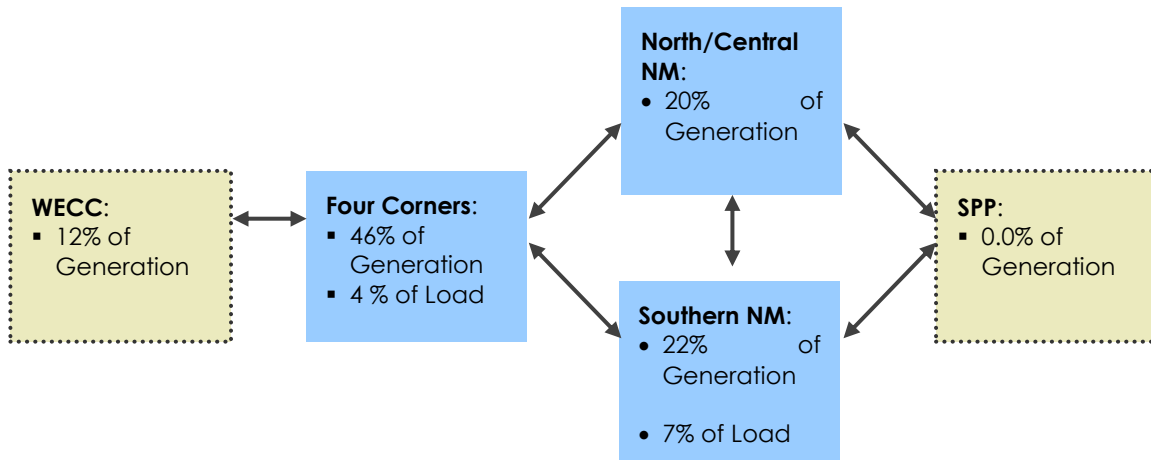 WECC:
▪ 12% of
Generation
Four Corners:
▪ 46% of
Generation
▪ 4 % of Load
North/Central
NM:
• 20% of
Generation
Southern NM:
• 22% of
Generation
• 7% of Load
SPP:
▪ 0.0% of
Generation